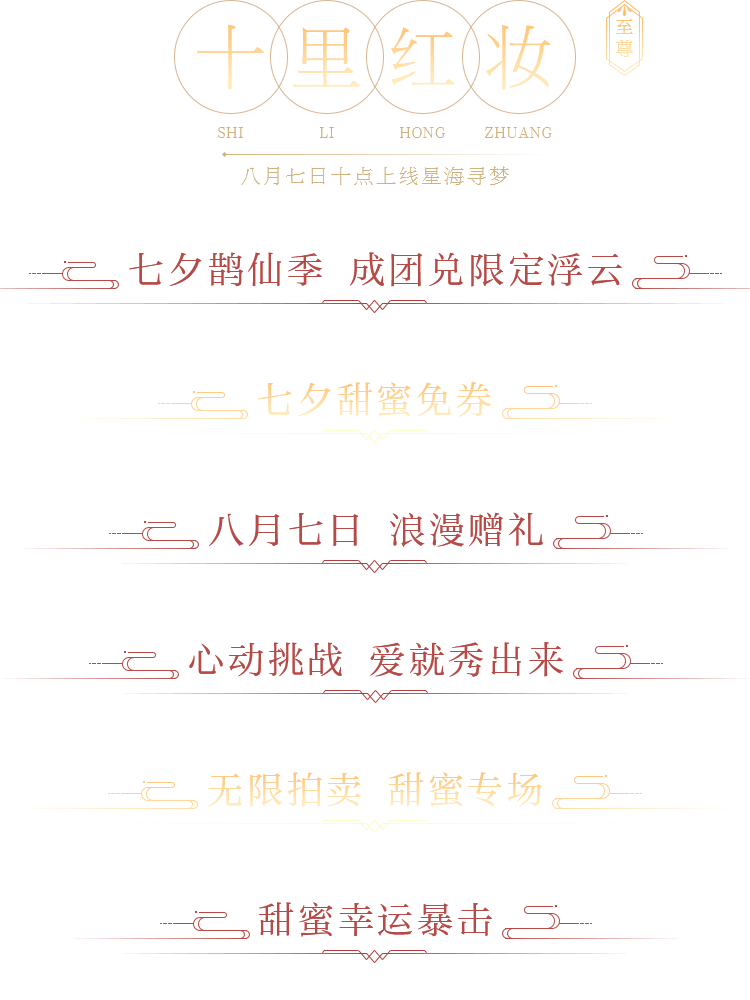 十里红妆
至尊
SHI LI HONG ZHUANG
八月七日十点上线星海寻梦
七夕鹊仙季 成团兑限定浮云
七夕甜蜜免券
八月七日 浪漫赠礼
心动挑战 爱就秀出来
无限拍卖 甜蜜专场
甜蜜幸运暴击